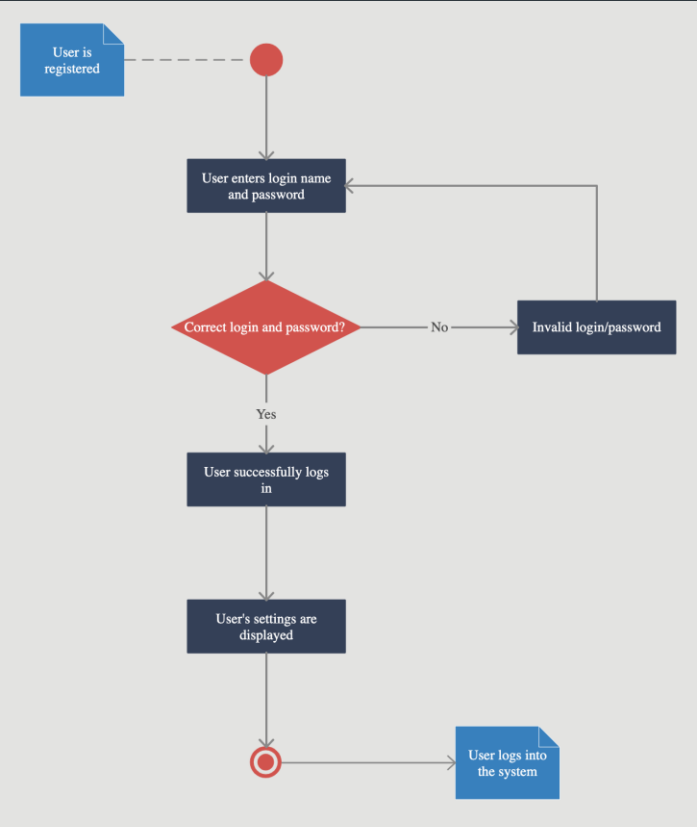 User is
registered
User enters login name
and password
Correct login and password?
No
Invalid login/password
Yes
User successfully logs
in
User's settings are
displayed
User logs into
the system